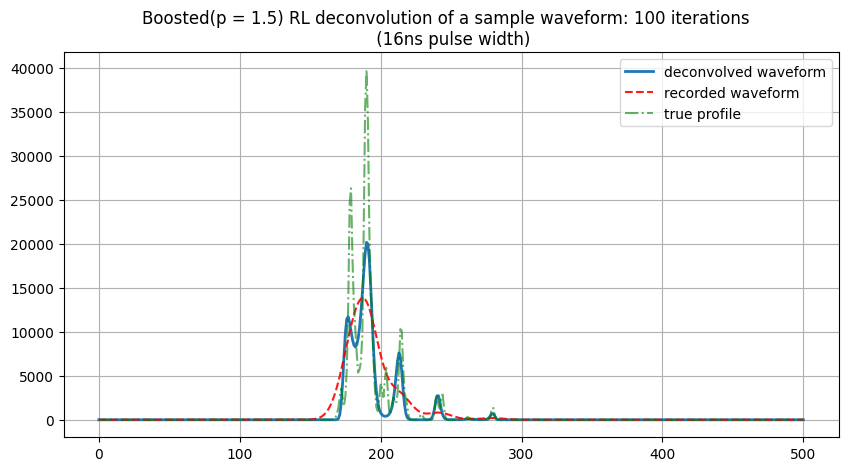 Boosted(p = 1.5) RL deconvolution of a sample waveform: 100 iterations
(16ns pulse width)
deconvolved waveform
recorded waveform
true profile
40000
35000
30000
25000
20000
15000
10000
5000
0
0 100 200 300 400 500